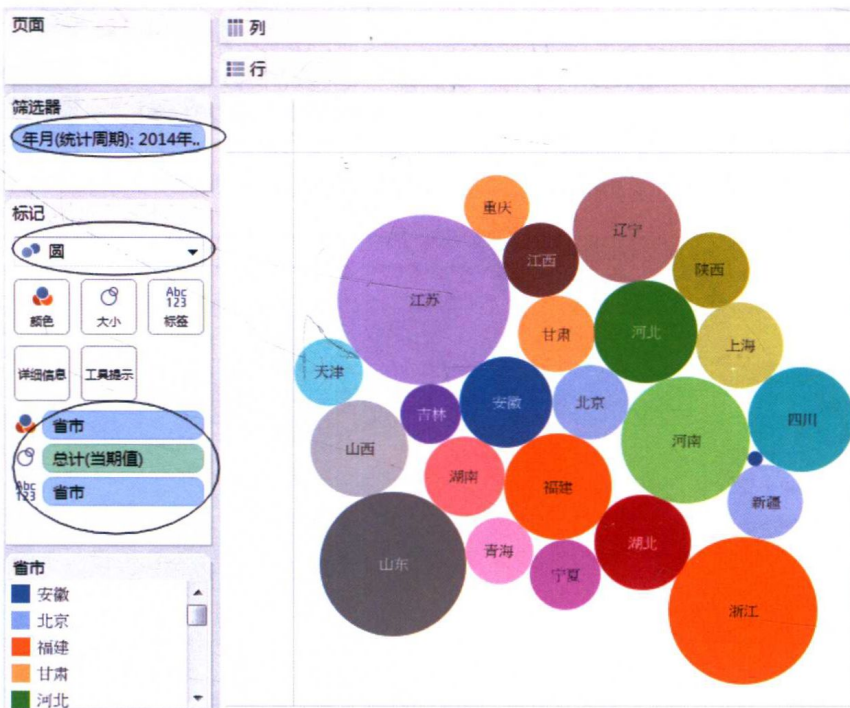 页面
列
行
筛选器
年月(统计周期): 2014年..
标记
圆
颜色
大小
Abc
123
标签
详细信息
工具提示
省市
总计(当期值)
Abc
123
省市
省市
安徽
北京
福建
甘肃
河北
重庆
辽宁
江西
陕西
江苏
甘肃
河北
上海
天津
吉林
安徽
北京
四川
河南
山西
湖南
福建
新疆
山东
青海
宁夏
湖北
浙江